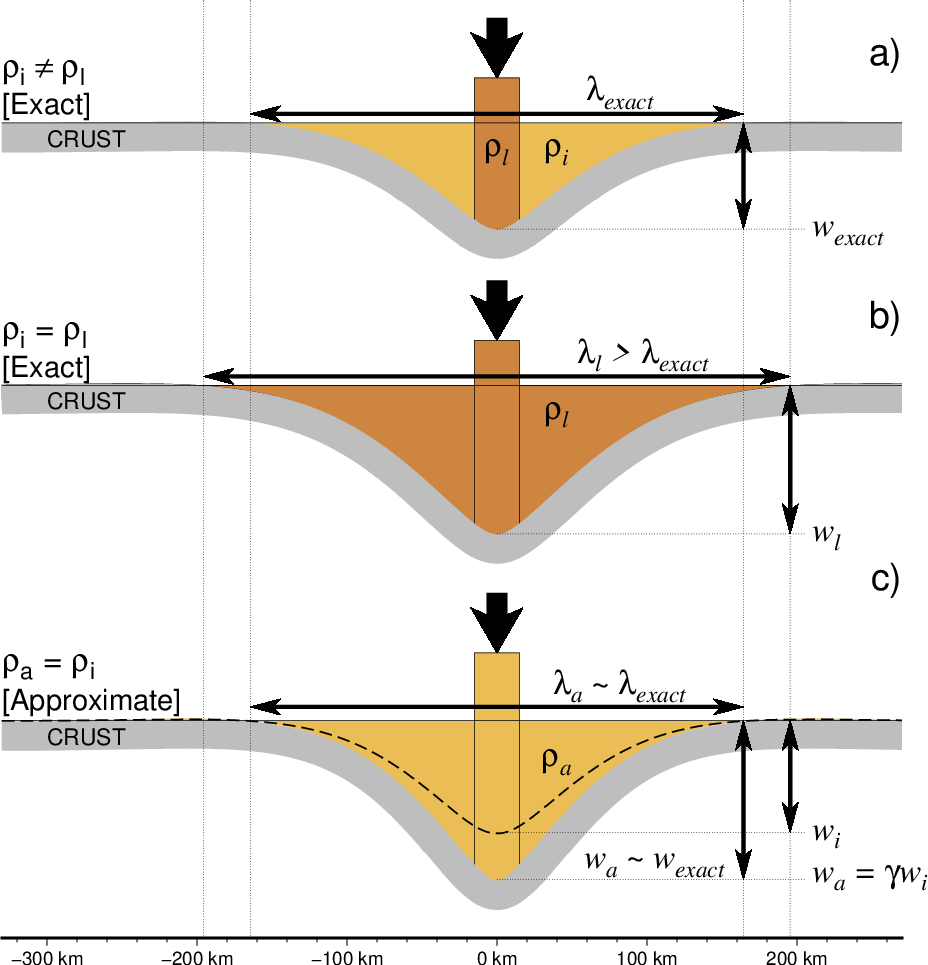 a)
ρi ≠ ρl
[Exact]
λexact
CRUST
ρl ρi
wexact
b)
ρi = ρl
[Exact]
λl > λexact
CRUST
ρl
wl
c)
ρa = ρi
[Approximate]
λa ~ λexact
CRUST
ρa
wi
wa ~ wexact
wa = γwi
−300 km −200 km −100 km 0 km 100 km 200 km